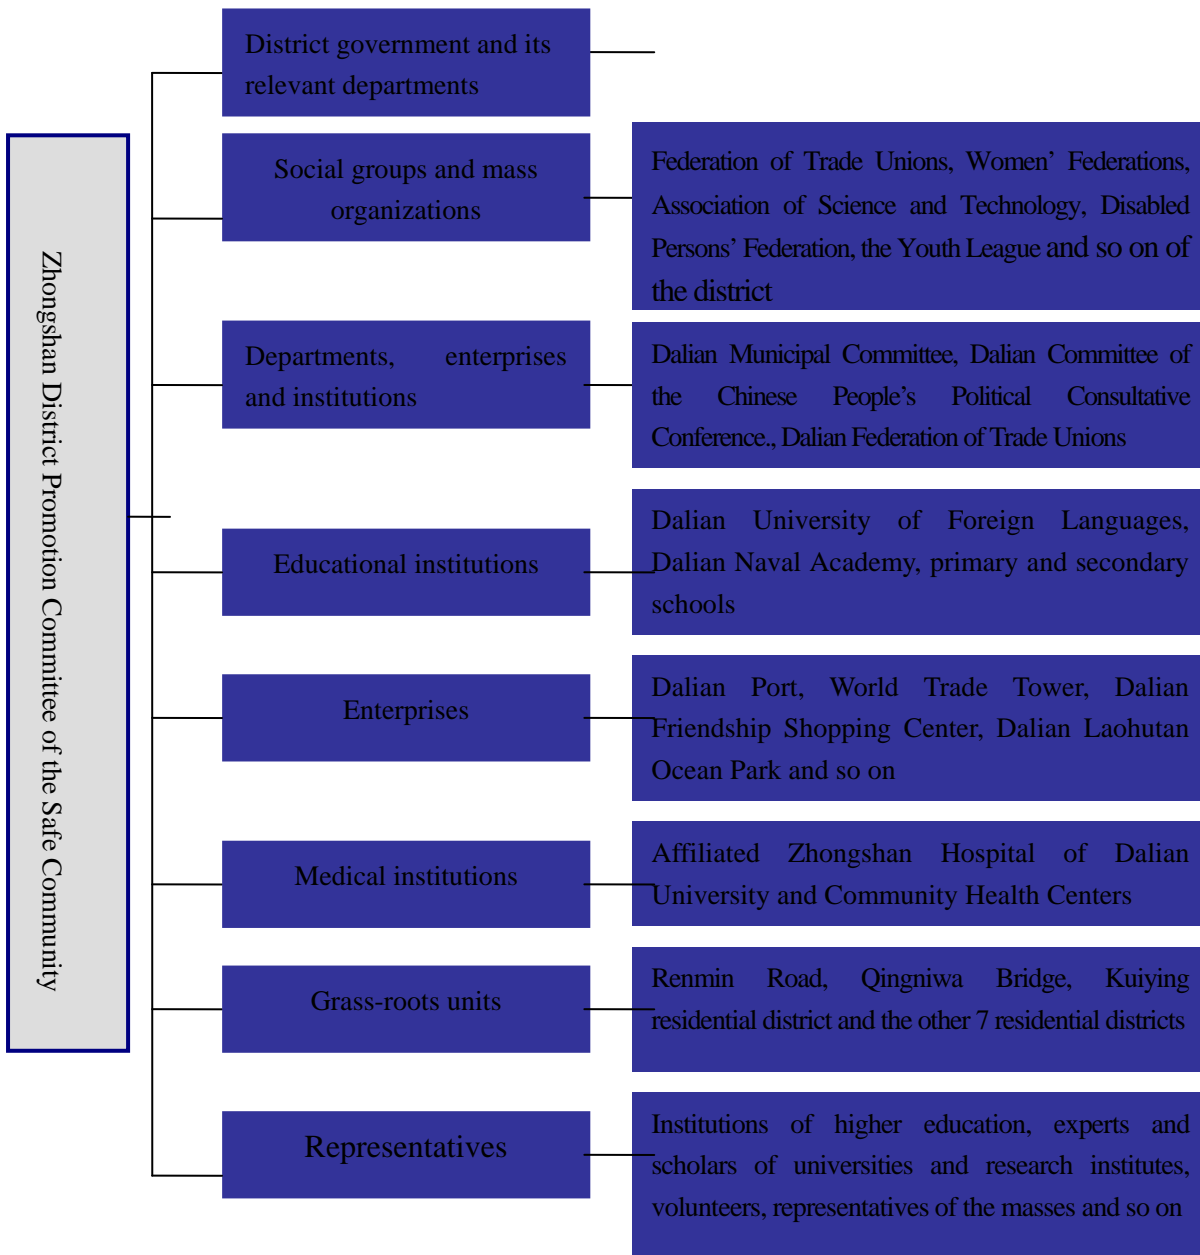 Zhongshan District Promotion Committee of the Safe Community
District government and its
relevant departments
Social groups and mass
organizations
Federation of Trade Unions, Women’ Federations,
Association of Science and Technology, Disabled
Persons’ Federation, the Youth League and so on of
the district
Departments, enterprises
and institutions
Dalian Municipal Committee, Dalian Committee of
the Chinese People’s Political Consultative
Conference., Dalian Federation of Trade Unions
Educational institutions
Dalian University of Foreign Languages,
Dalian Naval Academy, primary and secondary
schools
Enterprises
Dalian Port, World Trade Tower, Dalian
Friendship Shopping Center, Dalian Laohutan
Ocean Park and so on
Medical institutions
Affiliated Zhongshan Hospital of Dalian
University and Community Health Centers
Grass-roots units
Renmin Road, Qingniwa Bridge, Kuiying
residential district and the other 7 residential districts
Representatives
Institutions of higher education, experts and
scholars of universities and research institutes,
volunteers, representatives of the masses and so on